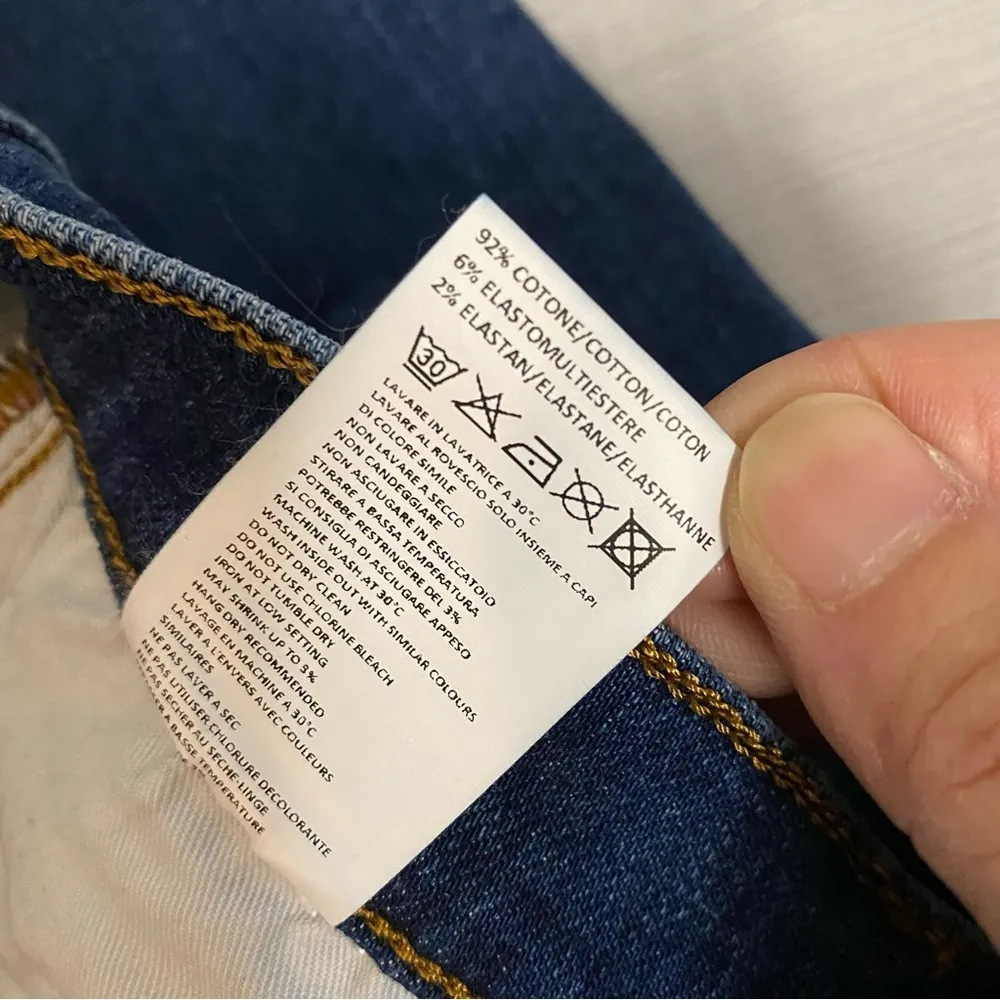 92% COTONE/COTTON/COTON
6% ELASTOMULTIESTERE
2% ELASTAN/ELASTANE/ELASTHANNE
30
LAVARE IN LAVATRICE A 30°C
LAVARE AL ROVESCIO SOLO INSIEME A CAPI
DI COLORE SIMILE
NON LAVARE A SECCO
NON CANDEGGIARE
NON ASCIUGARE IN ESSICCATOIO
STIRARE A BASSA TEMPERATURA
POTREBBE RESTRINGERE DEL 3%
SI CONSIGLIA DI ASCIUGARE APPESO
MACHINE WASH AT 30°C
WASH INSIDE OUT WITH SIMILAR COLOURS
DO NOT DRY CLEAN
DO NOT USE CHLORINE BLEACH
DO NOT TUMBLE DRY
IRON AT LOW SETTING
MAY SHRINK UP TO 3%
HANG DRY RECOMMENDED
LAVAGE EN MACHINE A 30°C
LAVER A L'ENVERS AVEC COULEURS
SIMILAIRES
NE PAS LAVER A SEC
NE PAS UTILISER CHLORURE DECOLORANTE
NE PAS SECHER AU SECHE-LINGE
A BASSE TEMPERATURE